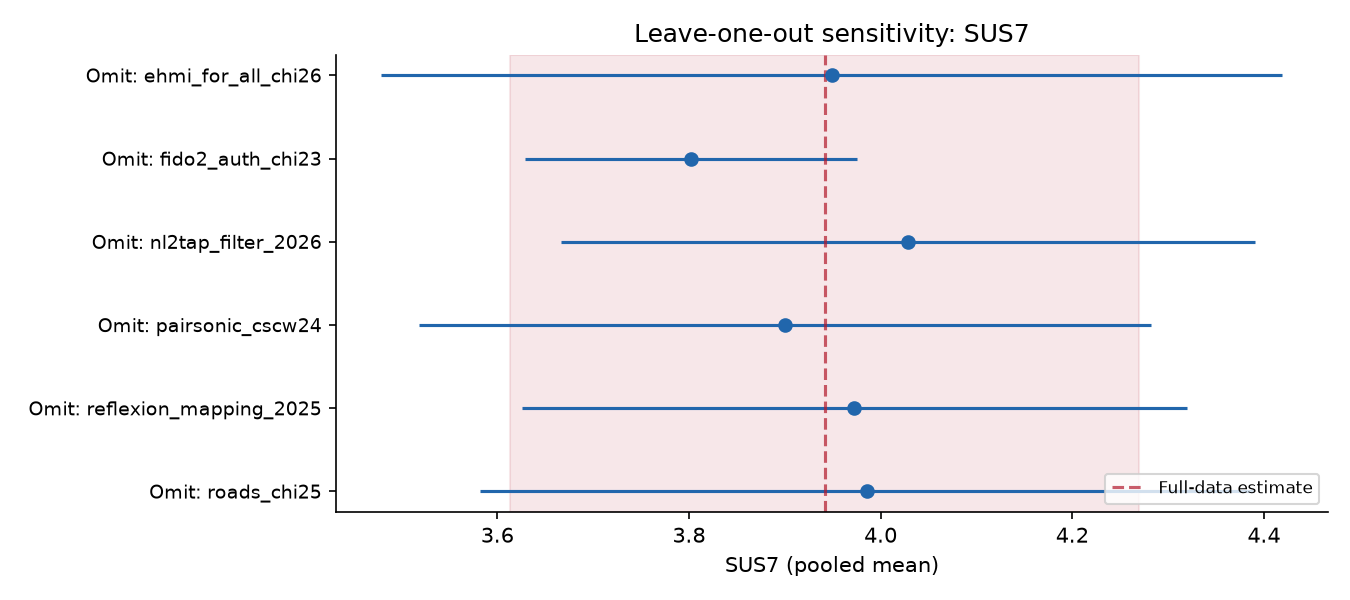 Leave-one-out sensitivity: SUS7
Omit: ehmi_for_all_chi26
Omit: fido2_auth_chi23
Omit: nl2tap_filter_2026
Omit: pairsonic_cscw24
Omit: reflexion_mapping_2025
Omit: roads_chi25
Full-data estimate
3.6 3.8 4.0 4.2 4.4
SUS7 (pooled mean)